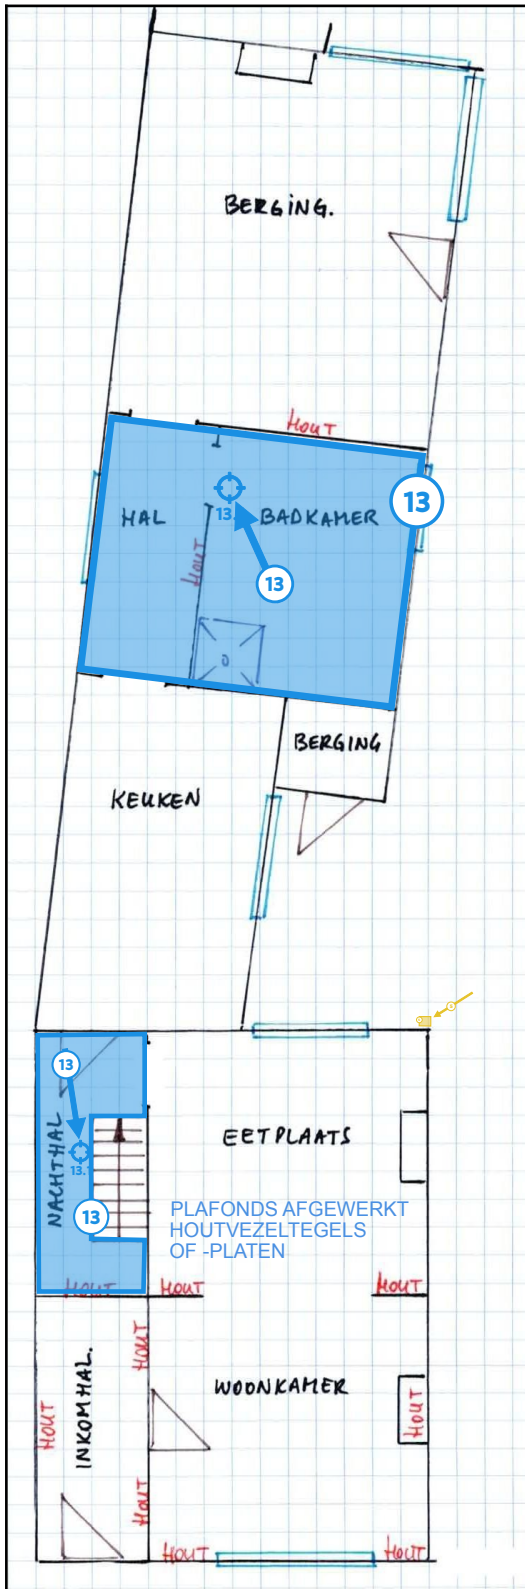 BERGING.
HOUT
HAL
13.
BADKAMER
13
HOUT
13
D
BERGING
KEUKEN
13
NACHTHAL
13.
13
EETPLAATS
PLAFONDS AFGEWERKT
HOUTVEZELTEGELS
OF -PLATEN
HOUT
HOUT
HOUT
HOUT
INKOMHAL.
HOUT
WOONKAMER
HOUT
HOUT
HOUT
HOUT